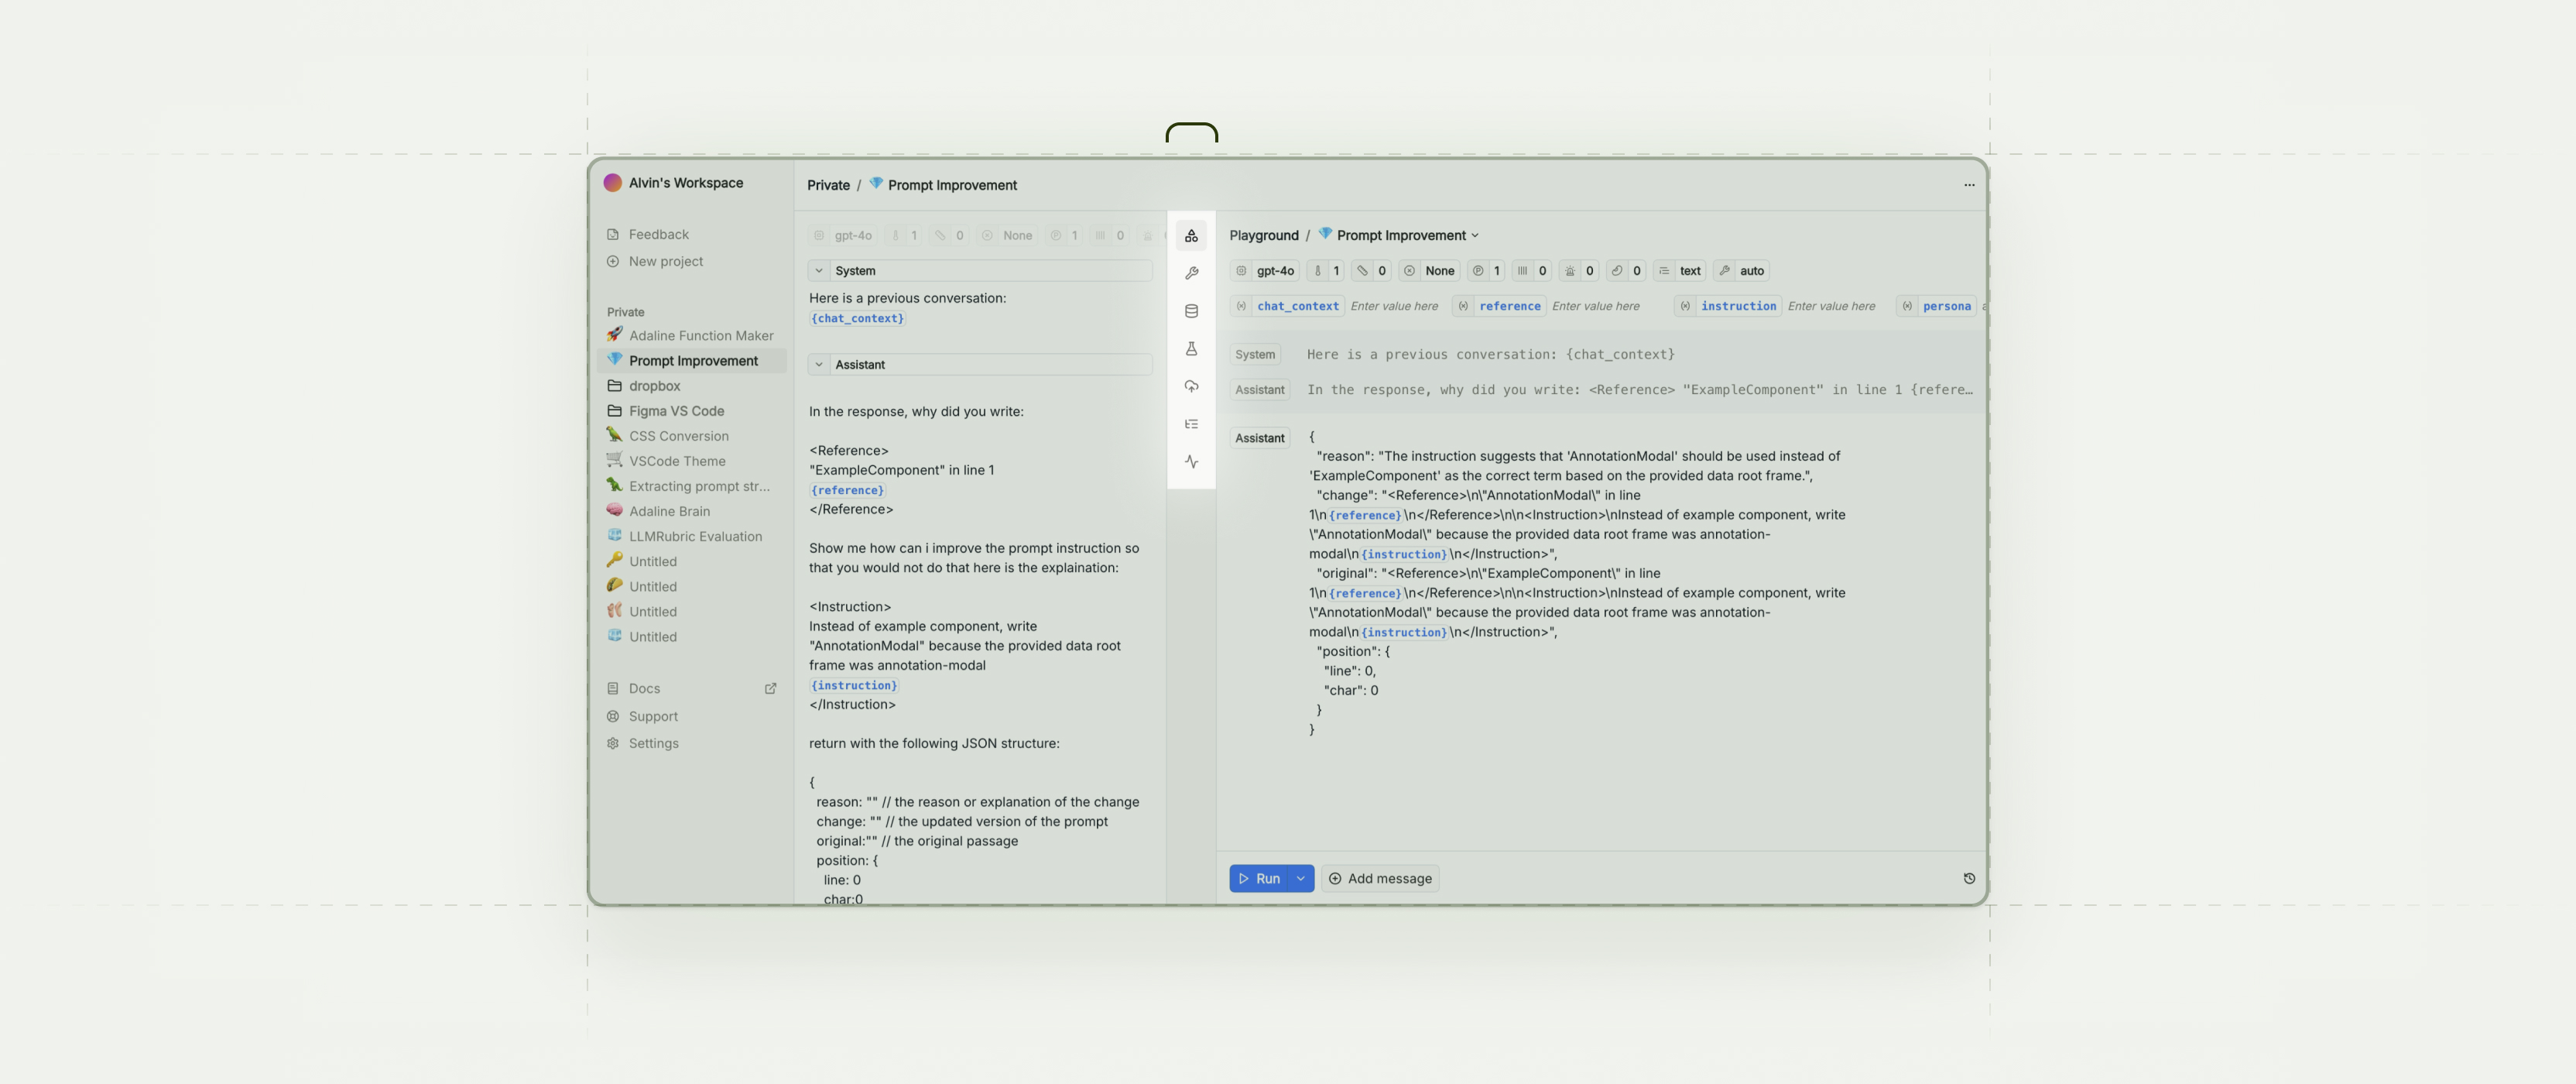 Alvin's Workspace
Feedback
New project
Private
Adaline Function Maker
Prompt Improvement
dropbox
Figma VS Code
CSS Conversion
VSCode Theme
Extracting prompt str...
Adaline Brain
LLMRubric Evaluation
Untitled
Untitled
Untitled
Untitled
Docs
Support
Settings
Private / Prompt Improvement
gpt-4o 1 0 None 1 0
System
Here is a previous conversation:
{chat_context}
Assistant
In the response, why did you write:
<Reference>
"ExampleComponent" in line 1
{reference}
</Reference>
Show me how can i improve the prompt instruction so
that you would not do that here is the explaination:
<Instruction>
Instead of example component, write
"AnnotationModal" because the provided data root
frame was annotation-modal
{instruction}
</Instruction>
return with the following JSON structure:
{
reason: "" // the reason or explanation of the change
change: "" // the updated version of the prompt
original:"" // the original passage
position: {
line: 0
char:0
Playground / Prompt Improvement
gpt-4o 1 0 None 1 0 0 0 text auto
chat_context Enter value here reference Enter value here instruction Enter value here persona
System Here is a previous conversation: {chat_context}
Assistant In the response, why did you write: <Reference> "ExampleComponent" in line 1 {refere…
Assistant {
"reason": "The instruction suggests that 'AnnotationModal' should be used instead of
'ExampleComponent' as the correct term based on the provided data root frame.",
"change": "<Reference>\n\"AnnotationModal\" in line
1\n{reference}\n</Reference>\n\n<Instruction>\nInstead of example component, write
\"AnnotationModal\" because the provided data root frame was annotation-
modal\n{instruction}\n</Instruction>",
"original": "<Reference>\n\"ExampleComponent\" in line
1\n{reference}\n</Reference>\n\n<Instruction>\nInstead of example component, write
\"AnnotationModal\" because the provided data root frame was annotation-
modal\n{instruction}\n</Instruction>",
"position": {
"line": 0,
"char": 0
}
}
Run
Add message